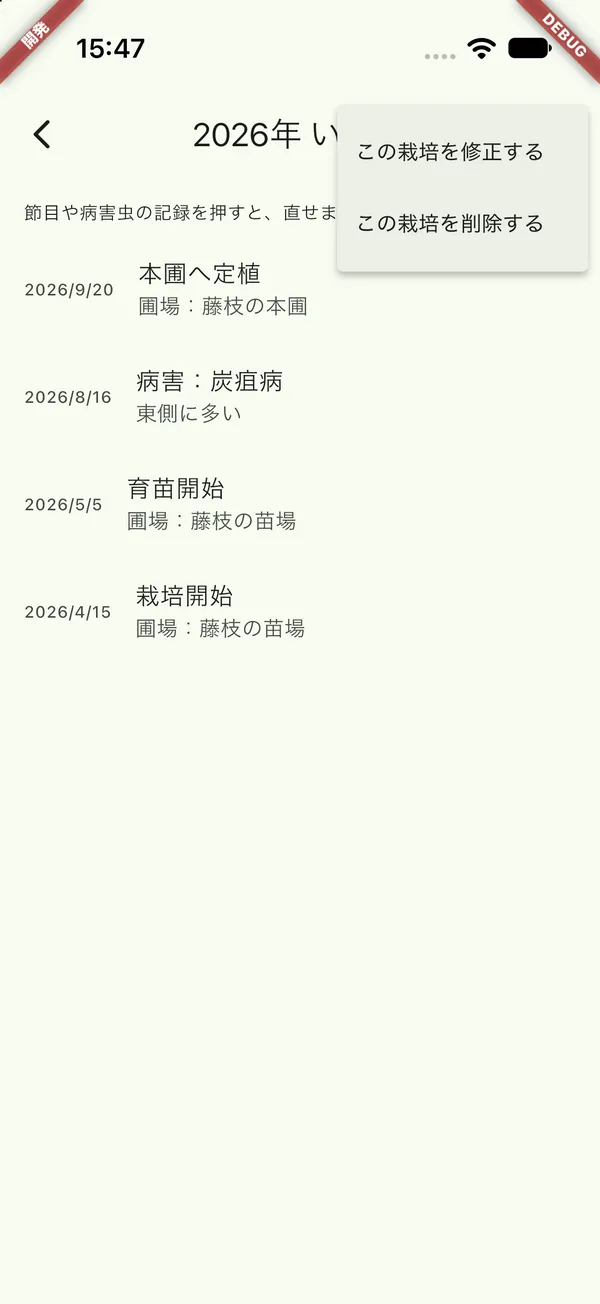 開発
15:47
DEBUG
2026年 い
この栽培を修正する
この栽培を削除する
節目や病害虫の記録を押すと、直せま
2026/9/20
本圃へ定植
圃場：藤枝の本圃
2026/8/16
病害：炭疽病
東側に多い
2026/5/5
育苗開始
圃場：藤枝の苗場
2026/4/15
栽培開始
圃場：藤枝の苗場